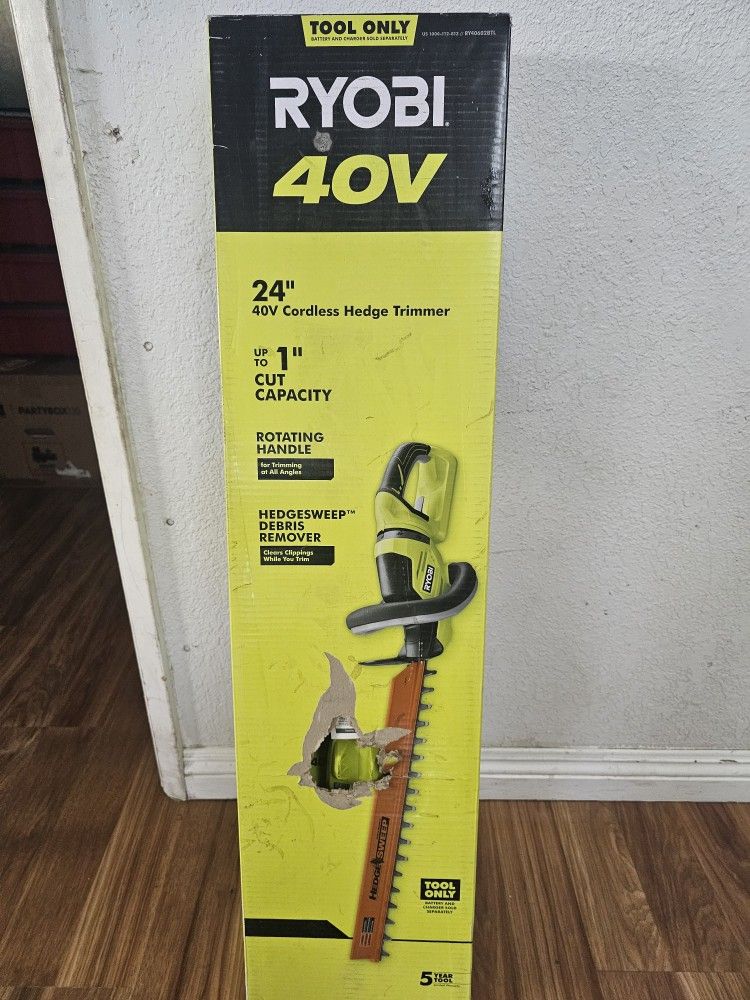 TOOL ONLY
BATTERY AND CHARGER SOLD SEPARATELY
RYOBI
40V
24"
40V Cordless Hedge Trimmer
UP TO 1"
CUT
CAPACITY
ROTATING
HANDLE
for Trimming
at All Angles
HEDGESWEEP™
DEBRIS
REMOVER
Clears Clippings
While You Trim
PARTYBOX
RYOBI
HEDGE SWEEP
TOOL
ONLY
BATTERY AND
CHARGER SOLD
SEPARATELY
5 YEAR
TOOL